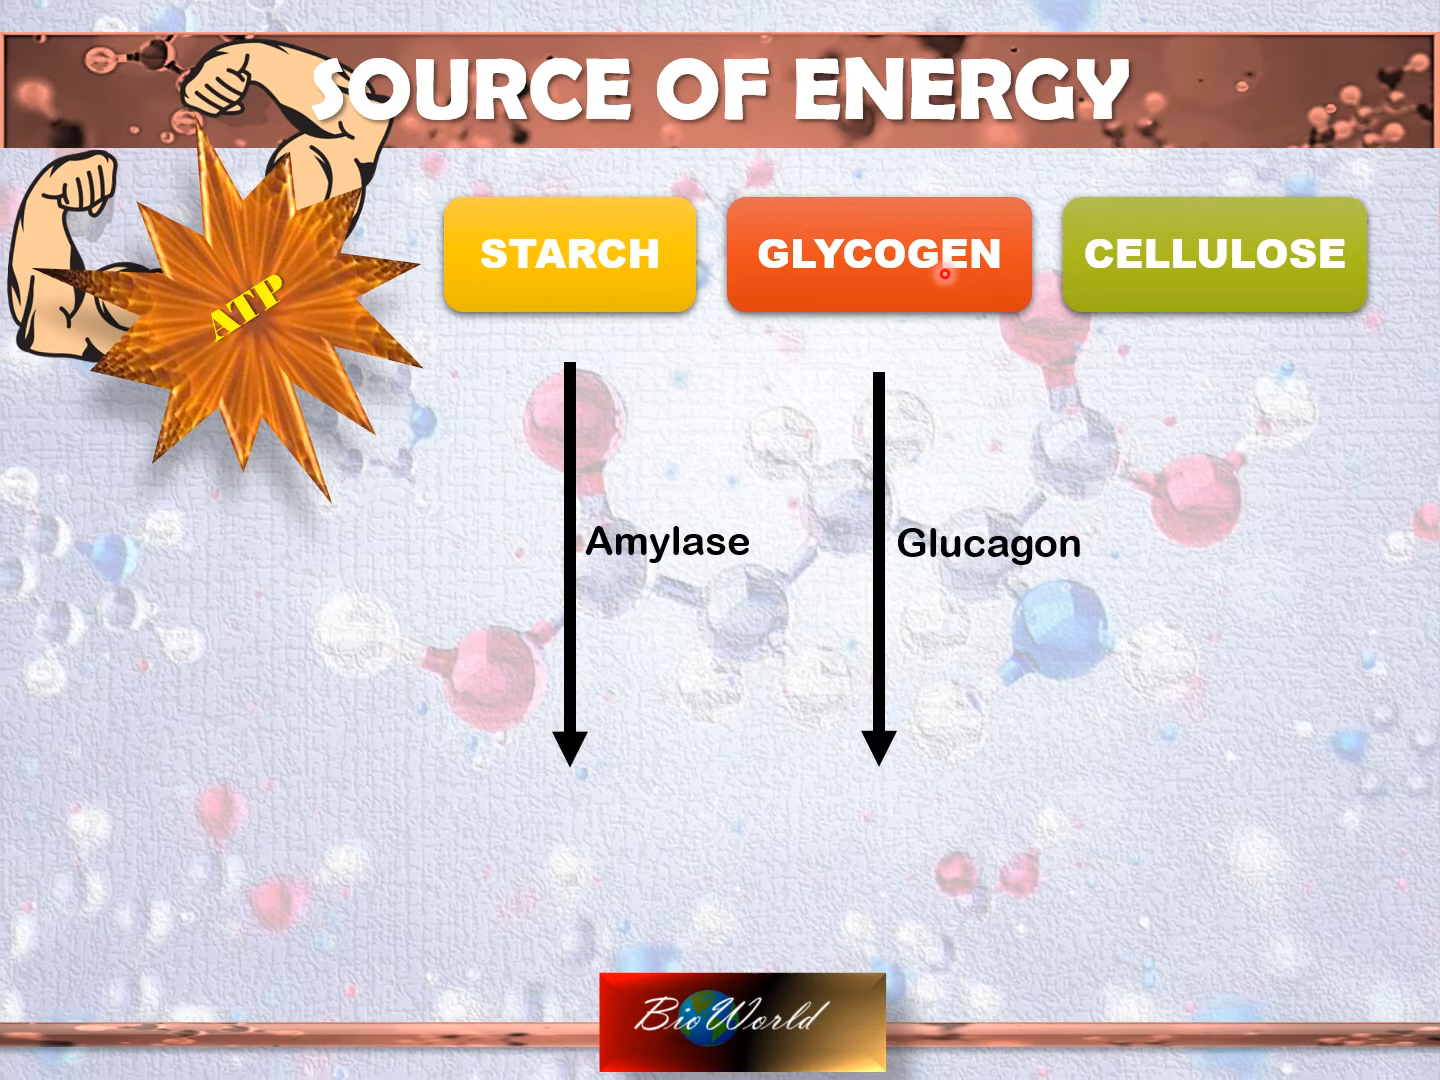 SOURCE OF ENERGY
ATP
STARCH
GLYCOGEN
CELLULOSE
Amylase
Glucagon
BioWorld